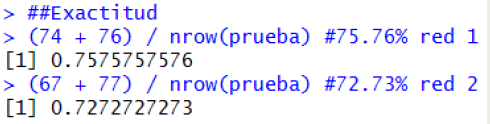 > ##Exactitud
> (74 + 76) / nrow(prueba) #75.76% red 1
[1] 0.7575757576
> (67 + 77) / nrow(prueba) #72.73% red 2
[1] 0.7272727273